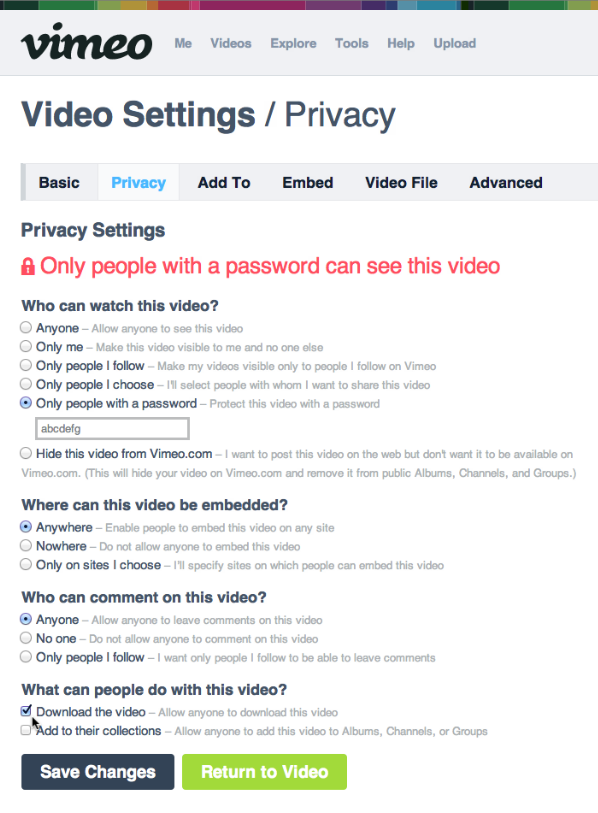 vimeo
Me Videos Explore Tools Help Upload
Video Settings / Privacy
Basic Privacy Add To Embed Video File Advanced
Privacy Settings
Only people with a password can see this video
Who can watch this video?
Anyone – Allow anyone to see this video
Only me – Make this video visible to me and no one else
Only people I follow – Make my videos visible only to people I follow on Vimeo
Only people I choose – I'll select people with whom I want to share this video
Only people with a password – Protect this video with a password
abcdefg
Hide this video from Vimeo.com – I want to post this video on the web but don't want it to be available on
Vimeo.com. (This will hide your video on Vimeo.com and remove it from public Albums, Channels, and Groups.)
Where can this video be embedded?
Anywhere – Enable people to embed this video on any site
Nowhere – Do not allow anyone to embed this video
Only on sites I choose – I'll specify sites on which people can embed this video
Who can comment on this video?
Anyone – Allow anyone to leave comments on this video
No one – Do not allow anyone to comment on this video
Only people I follow – I want only people I follow to be able to leave comments
What can people do with this video?
Download the video – Allow anyone to download this video
Add to their collections – Allow anyone to add this video to Albums, Channels, or Groups
Save Changes Return to Video